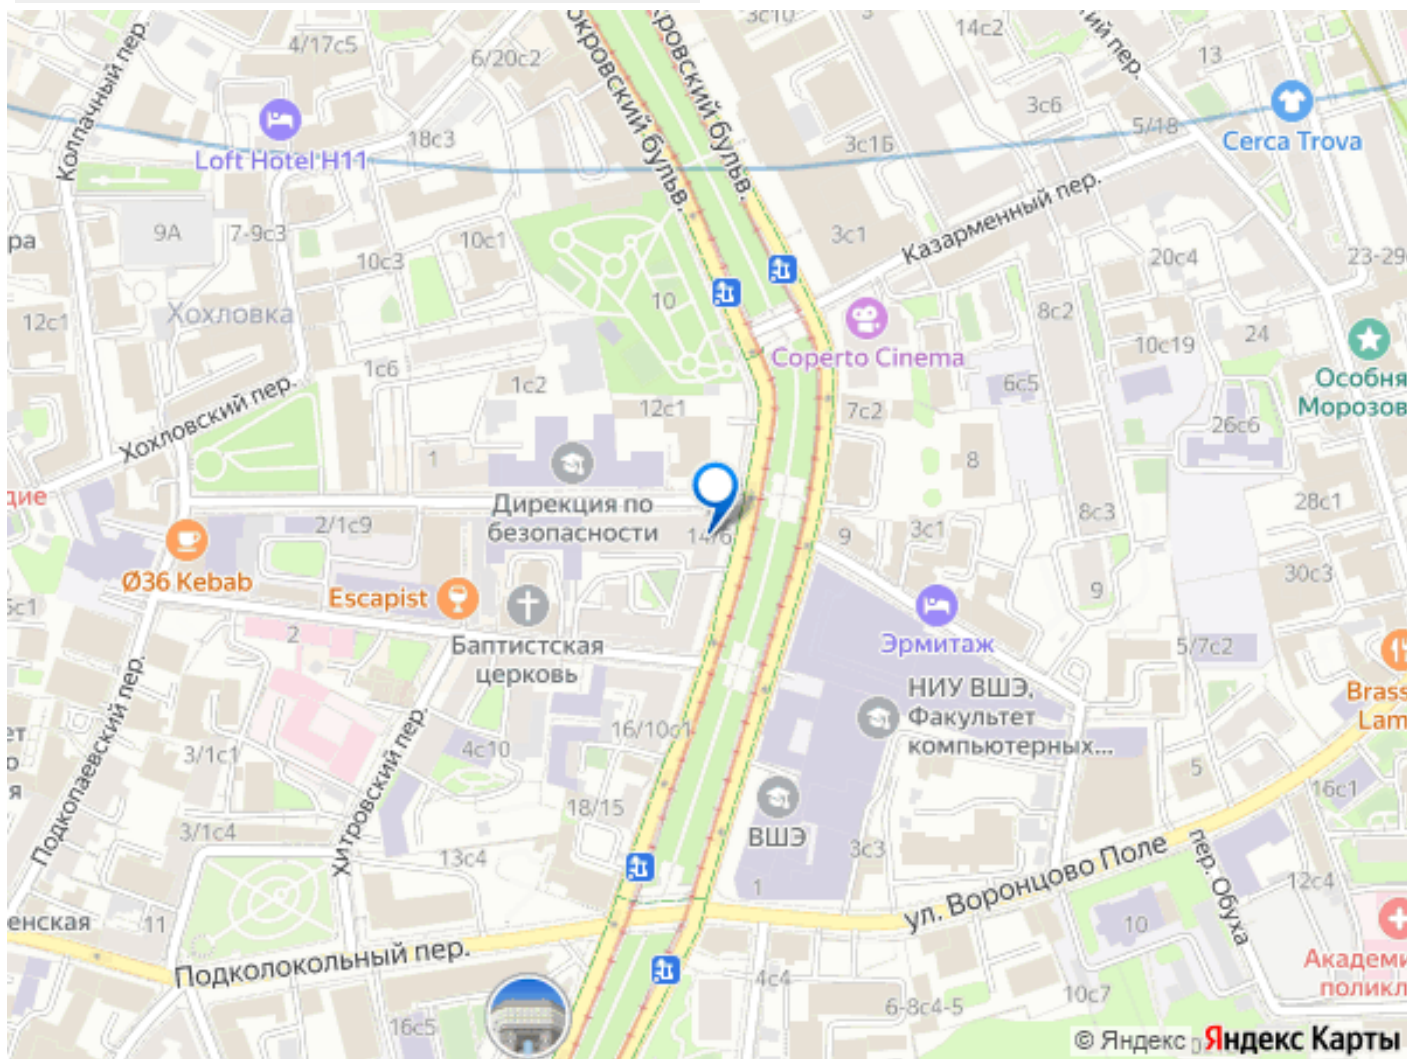 3с10
4/17с5
6/20с2
14с2
13
Колпачный пер.
Покровский бульв.
Покровский бульв.
пер.
3с6
5/18
Cerca Trova
Loft Hotel H11
18с3
3с1Б
Казарменный пер.
9А
7-9с3
10с1
10с3
3с1
20с4
23-29
10
Хохловка
12с1
8с2
24
10с19
Coperto Cinema
1с6
1с2
6с5
Особня
Морозов
Хохловский пер.
12с1
7с2
26с6
1
8
дие
Дирекция по
безопасности
28с1
2/1с9
14/6
9
3с1
8с3
Ø36 Kebab
Escapist
30с3
9
Баптистская
церковь
2
Эрмитаж
5/7с2
НИУ ВШЭ,
Факультет
компьютерных...
Brass
Lam
Подкопаевский пер.
Хитровский пер.
3/1с1
4с10
16/10с1
5
16с1
18/15
ВШЭ
3/1с4
13с4
3с3
1
ул. Воронцово Поле
пер. Обуха
12с4
енская
11
10
Подколокольный пер.
4с4
Академи
поликл
16с5
6-8с4-5
10с7
© Яндекс Яндекс Карты